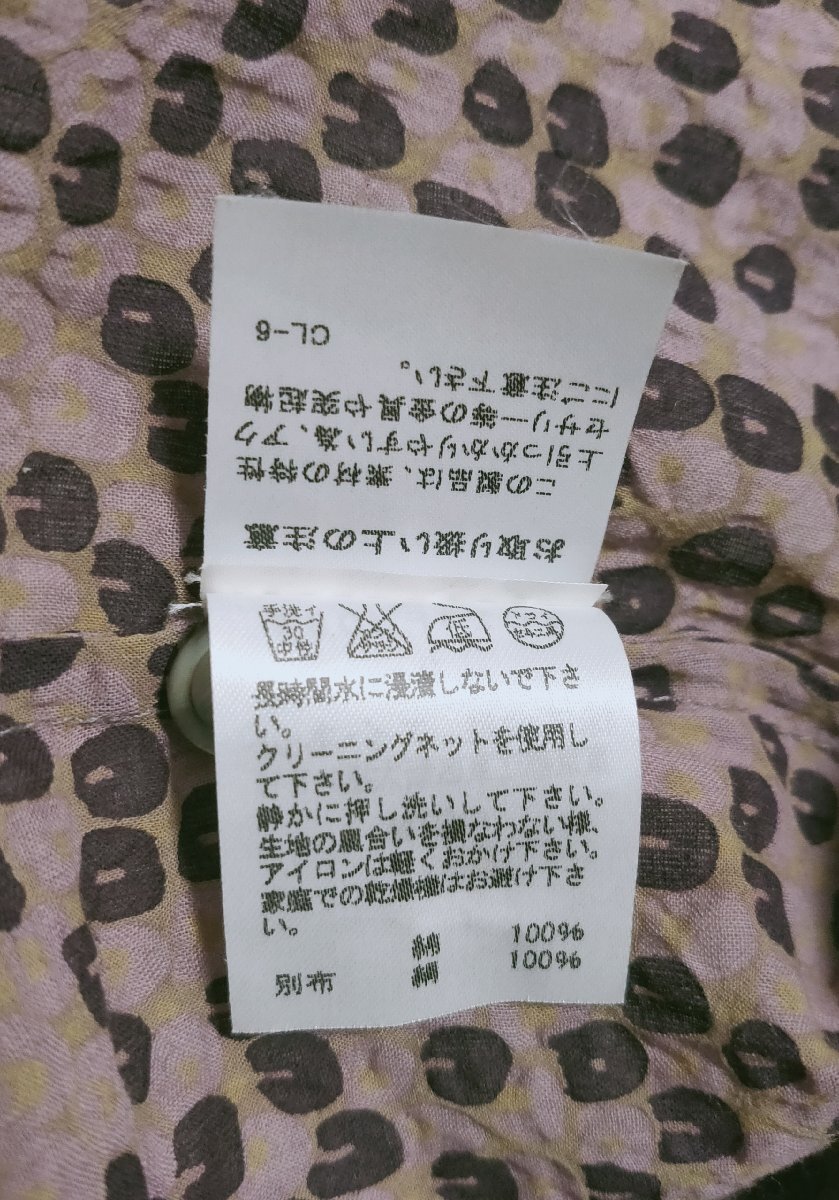 お取り扱い上の注意
この製品は、素材の特性
上引っかかりやすい為、アク
セサリー等の金具や突起物
にご注意下さい。
CL-6
手洗イ
30
中性
低
長時間水に浸漬しないで下さ
い。
クリーニングネットを使用し
て下さい。
静かに押し洗いして下さい。
生地の風合いを損なわない様、
アイロンは軽くおかけ下さい。
家庭での乾燥機はお避け下さ
い。
100%
別布 100%